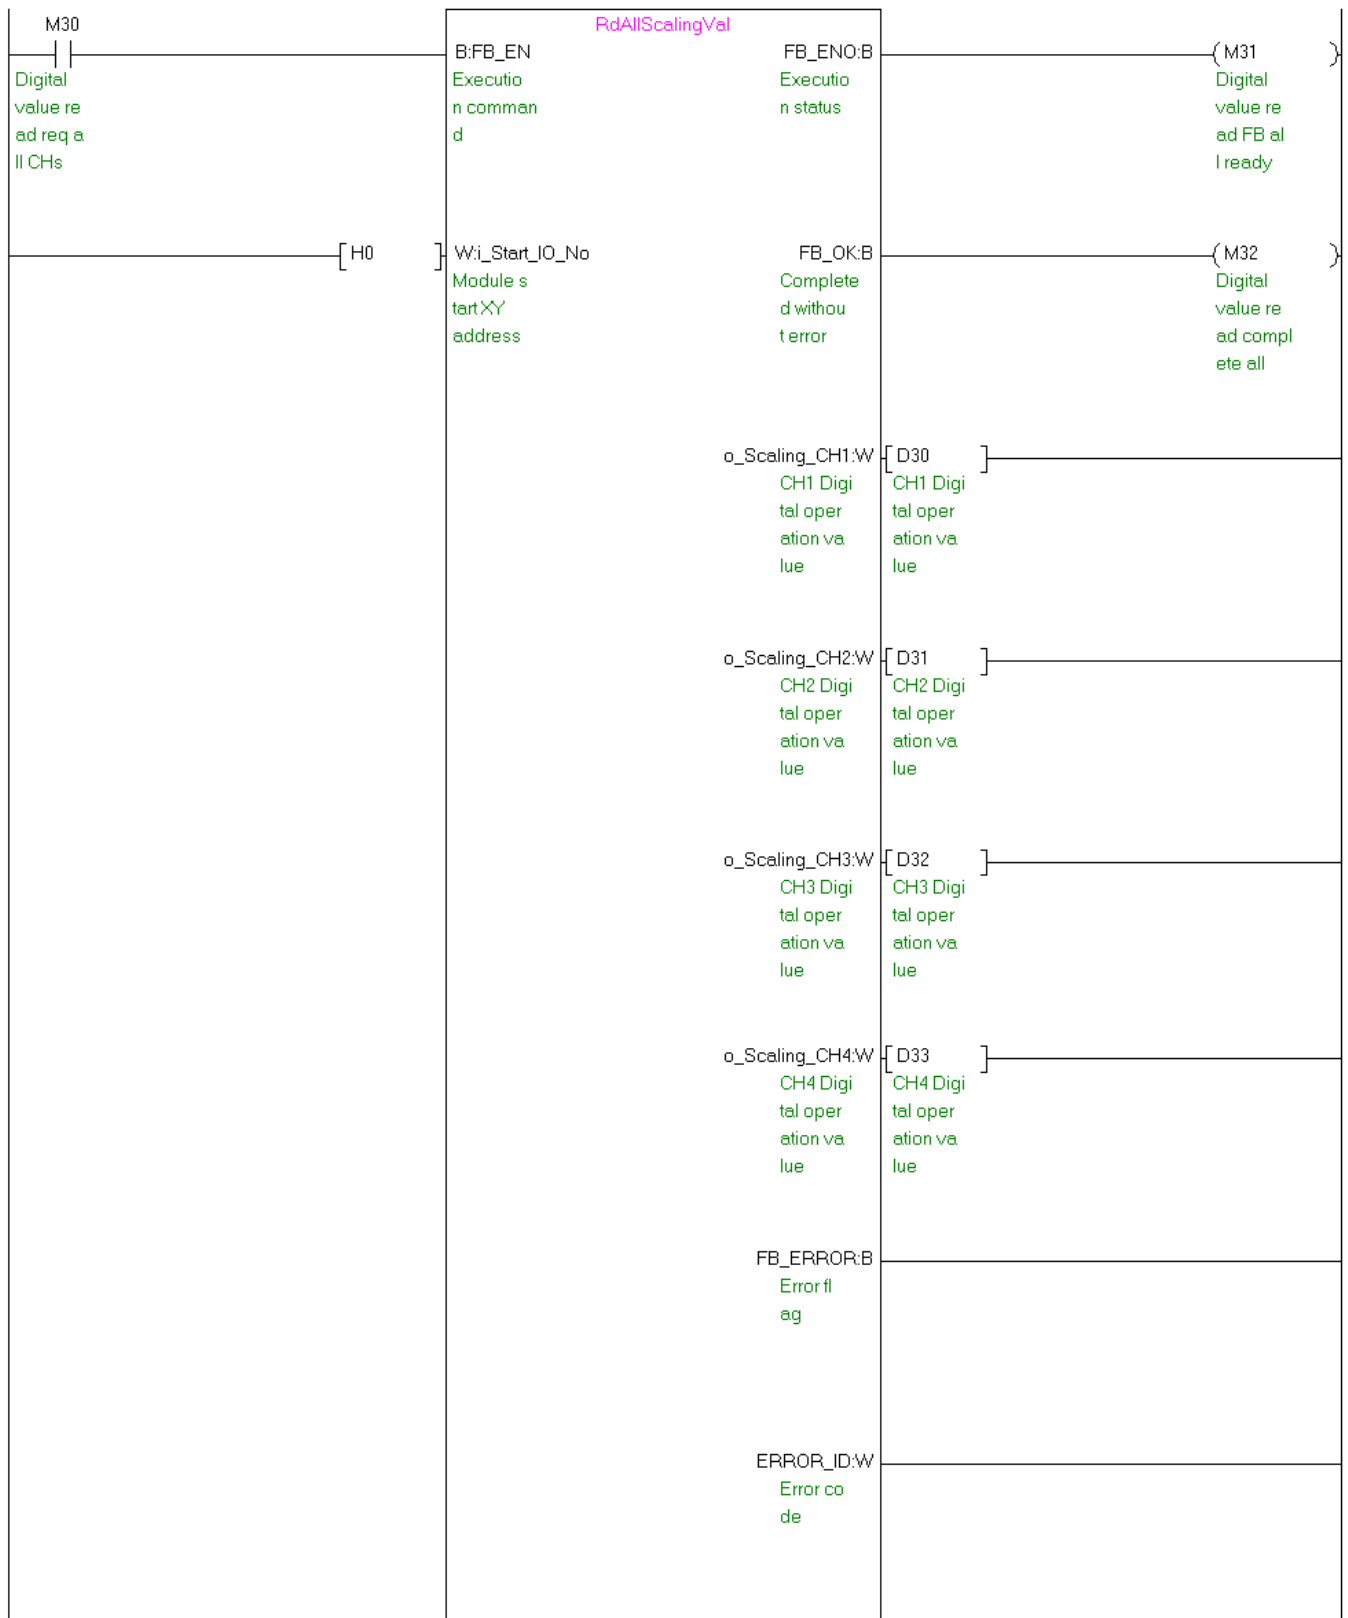 M30
RdAllScalingVal
B:FB_EN
FB_ENO:B
M31
Digital
value re
ad req a
ll CHs
Executio
n comman
d
Executio
n status
Digital
value re
ad FB al
l ready
H0
W:i_Start_IO_No
FB_OK:B
M32
Module s
tart XY
address
Complete
d withou
t error
Digital
value re
ad compl
ete all
o_Scaling_CH1:W
D30
CH1 Digi
tal oper
ation va
lue
CH1 Digi
tal oper
ation va
lue
o_Scaling_CH2:W
D31
CH2 Digi
tal oper
ation va
lue
CH2 Digi
tal oper
ation va
lue
o_Scaling_CH3:W
D32
CH3 Digi
tal oper
ation va
lue
CH3 Digi
tal oper
ation va
lue
o_Scaling_CH4:W
D33
CH4 Digi
tal oper
ation va
lue
CH4 Digi
tal oper
ation va
lue
FB_ERROR:B
Error fl
ag
ERROR_ID:W
Error co
de